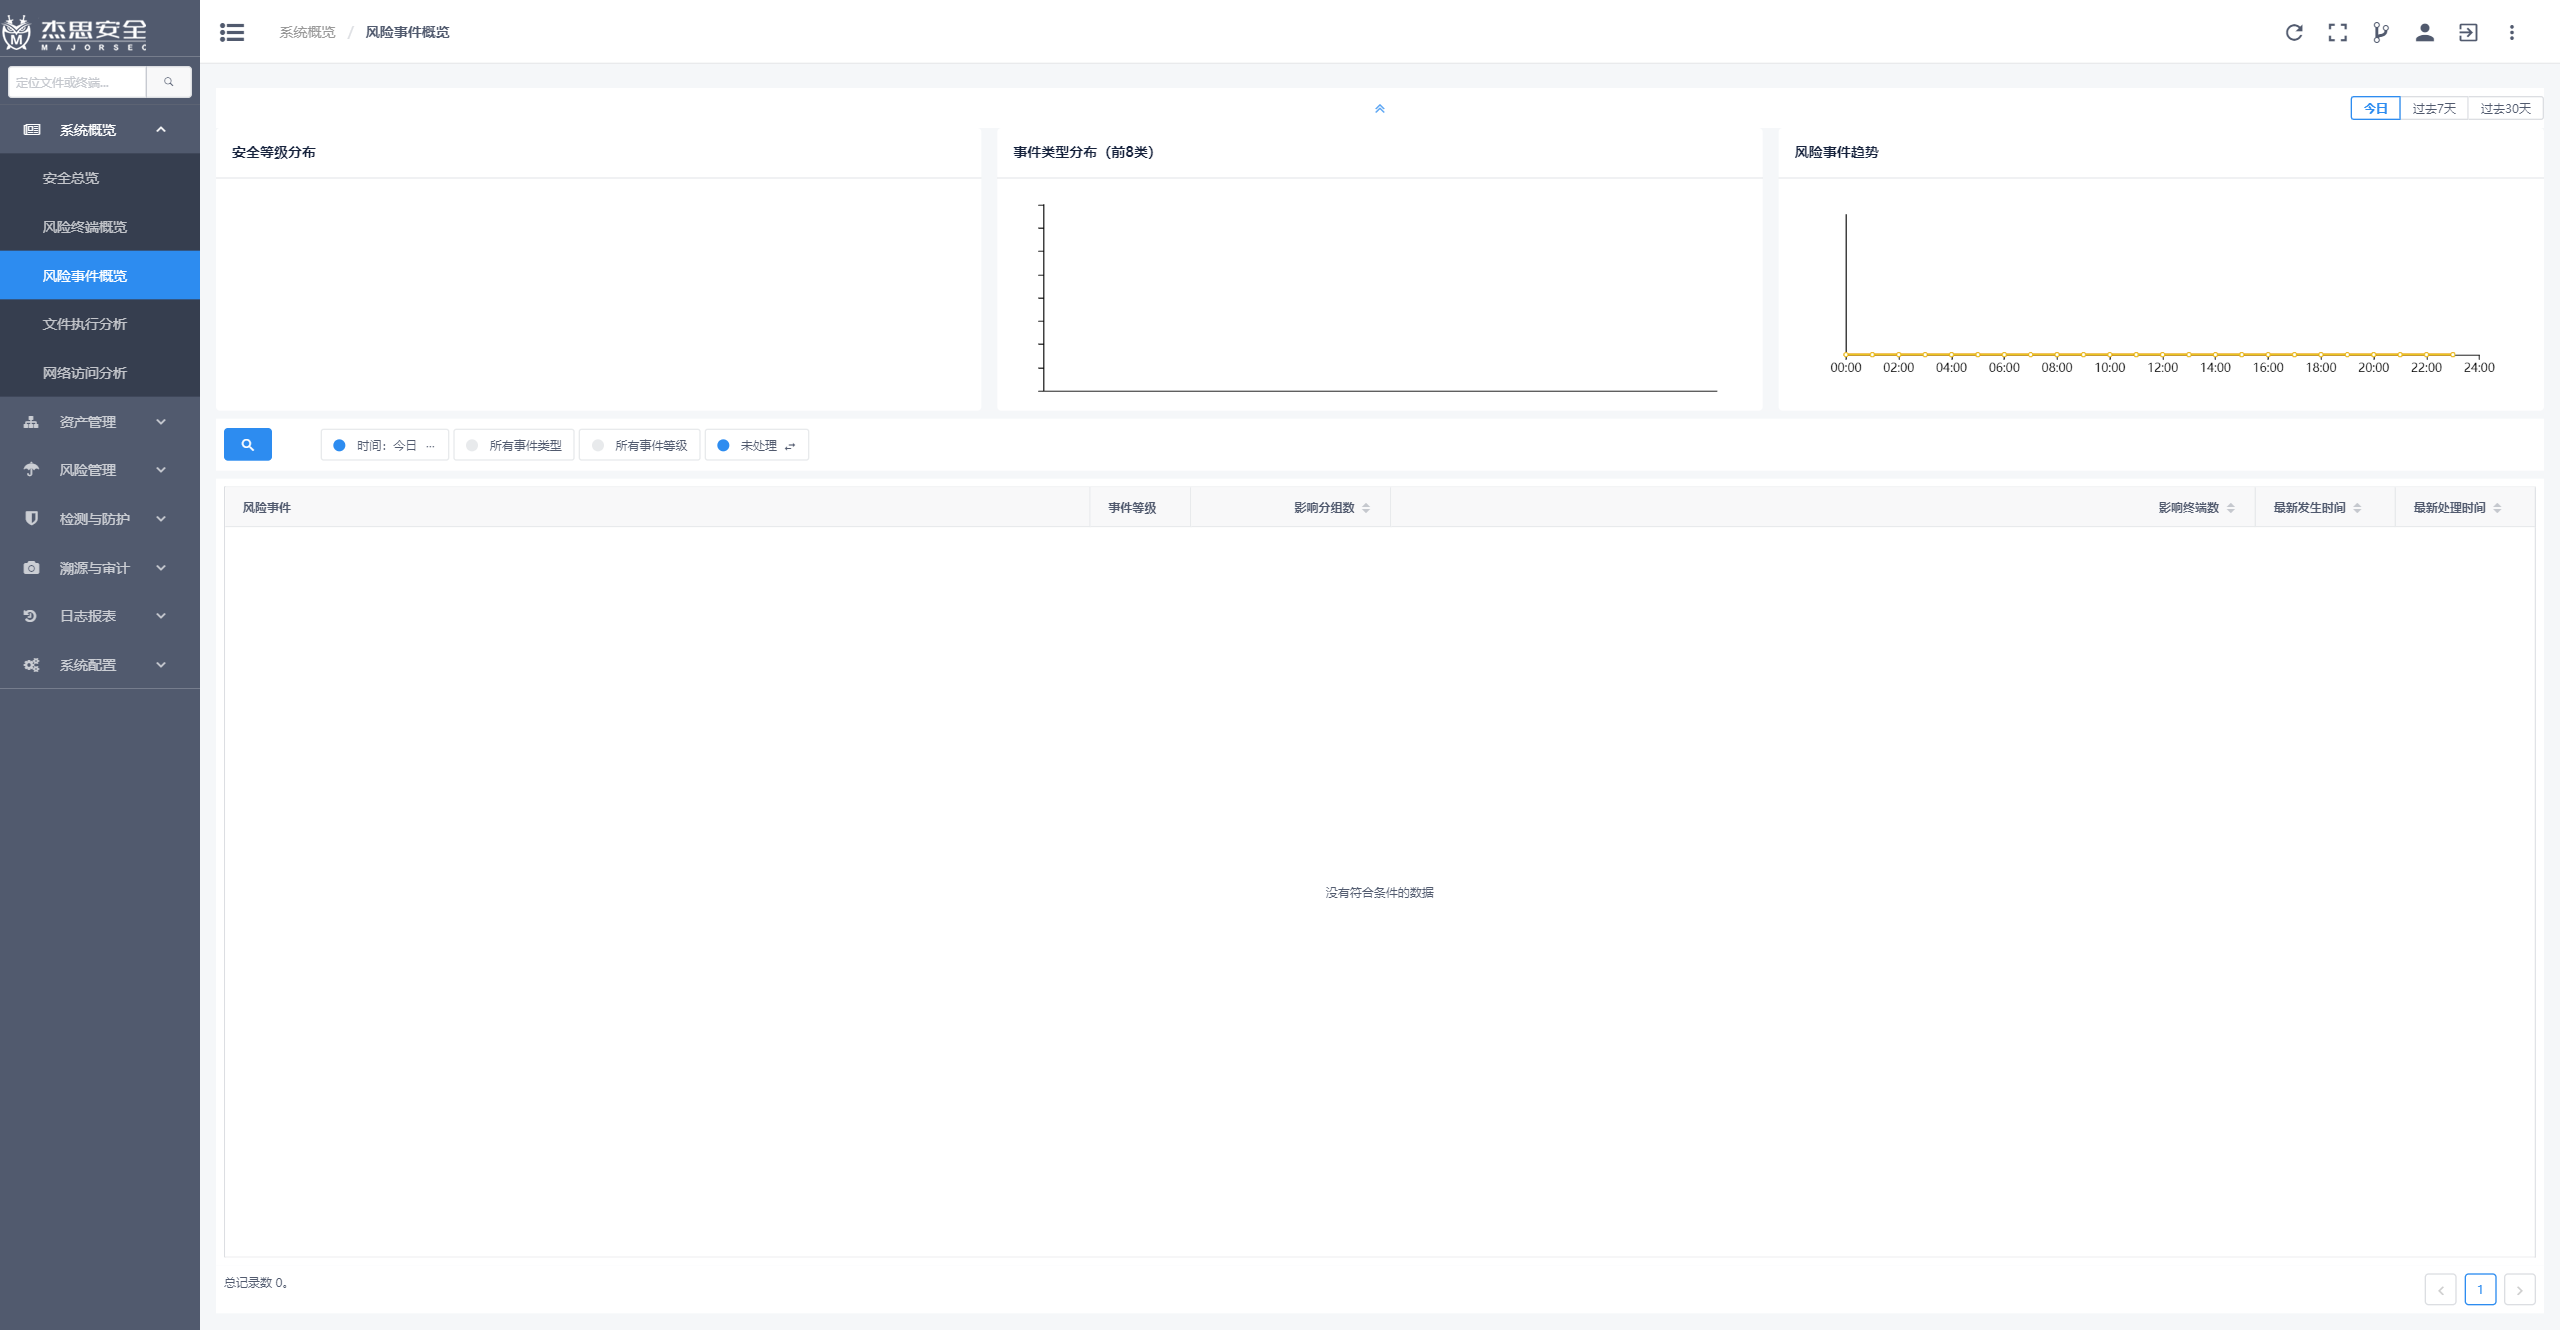 杰思安全
MAJORSEC
系统概览 / 风险事件概览
定位文件或终端...
系统概览
安全总览
风险终端概览
风险事件概览
文件执行分析
网络访问分析
资产管理
风险管理
检测与防护
溯源与审计
日志报表
系统配置
今日 过去7天 过去30天
安全等级分布
事件类型分布（前8类）
风险事件趋势
00:00 02:00 04:00 06:00 08:00 10:00 12:00 14:00 16:00 18:00 20:00 22:00 24:00
时间：今日 ... 所有事件类型 所有事件等级 未处理
风险事件 事件等级 影响分组数 影响终端数 最新发生时间 最新处理时间
没有符合条件的数据
总记录数 0。
1